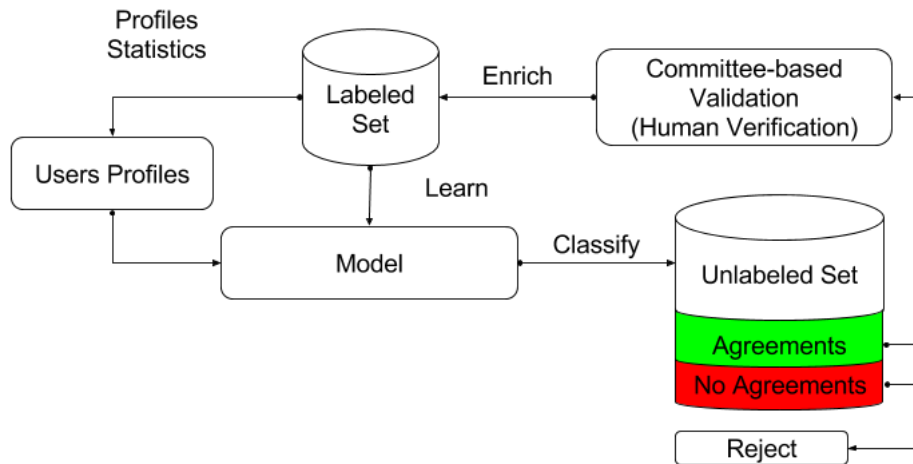 Profiles
Statistics
Labeled
Set
Enrich
Committee-based
Validation
(Human Verification)
Users Profiles
Learn
Model
Classify
Unlabeled Set
Agreements
No Agreements
Reject